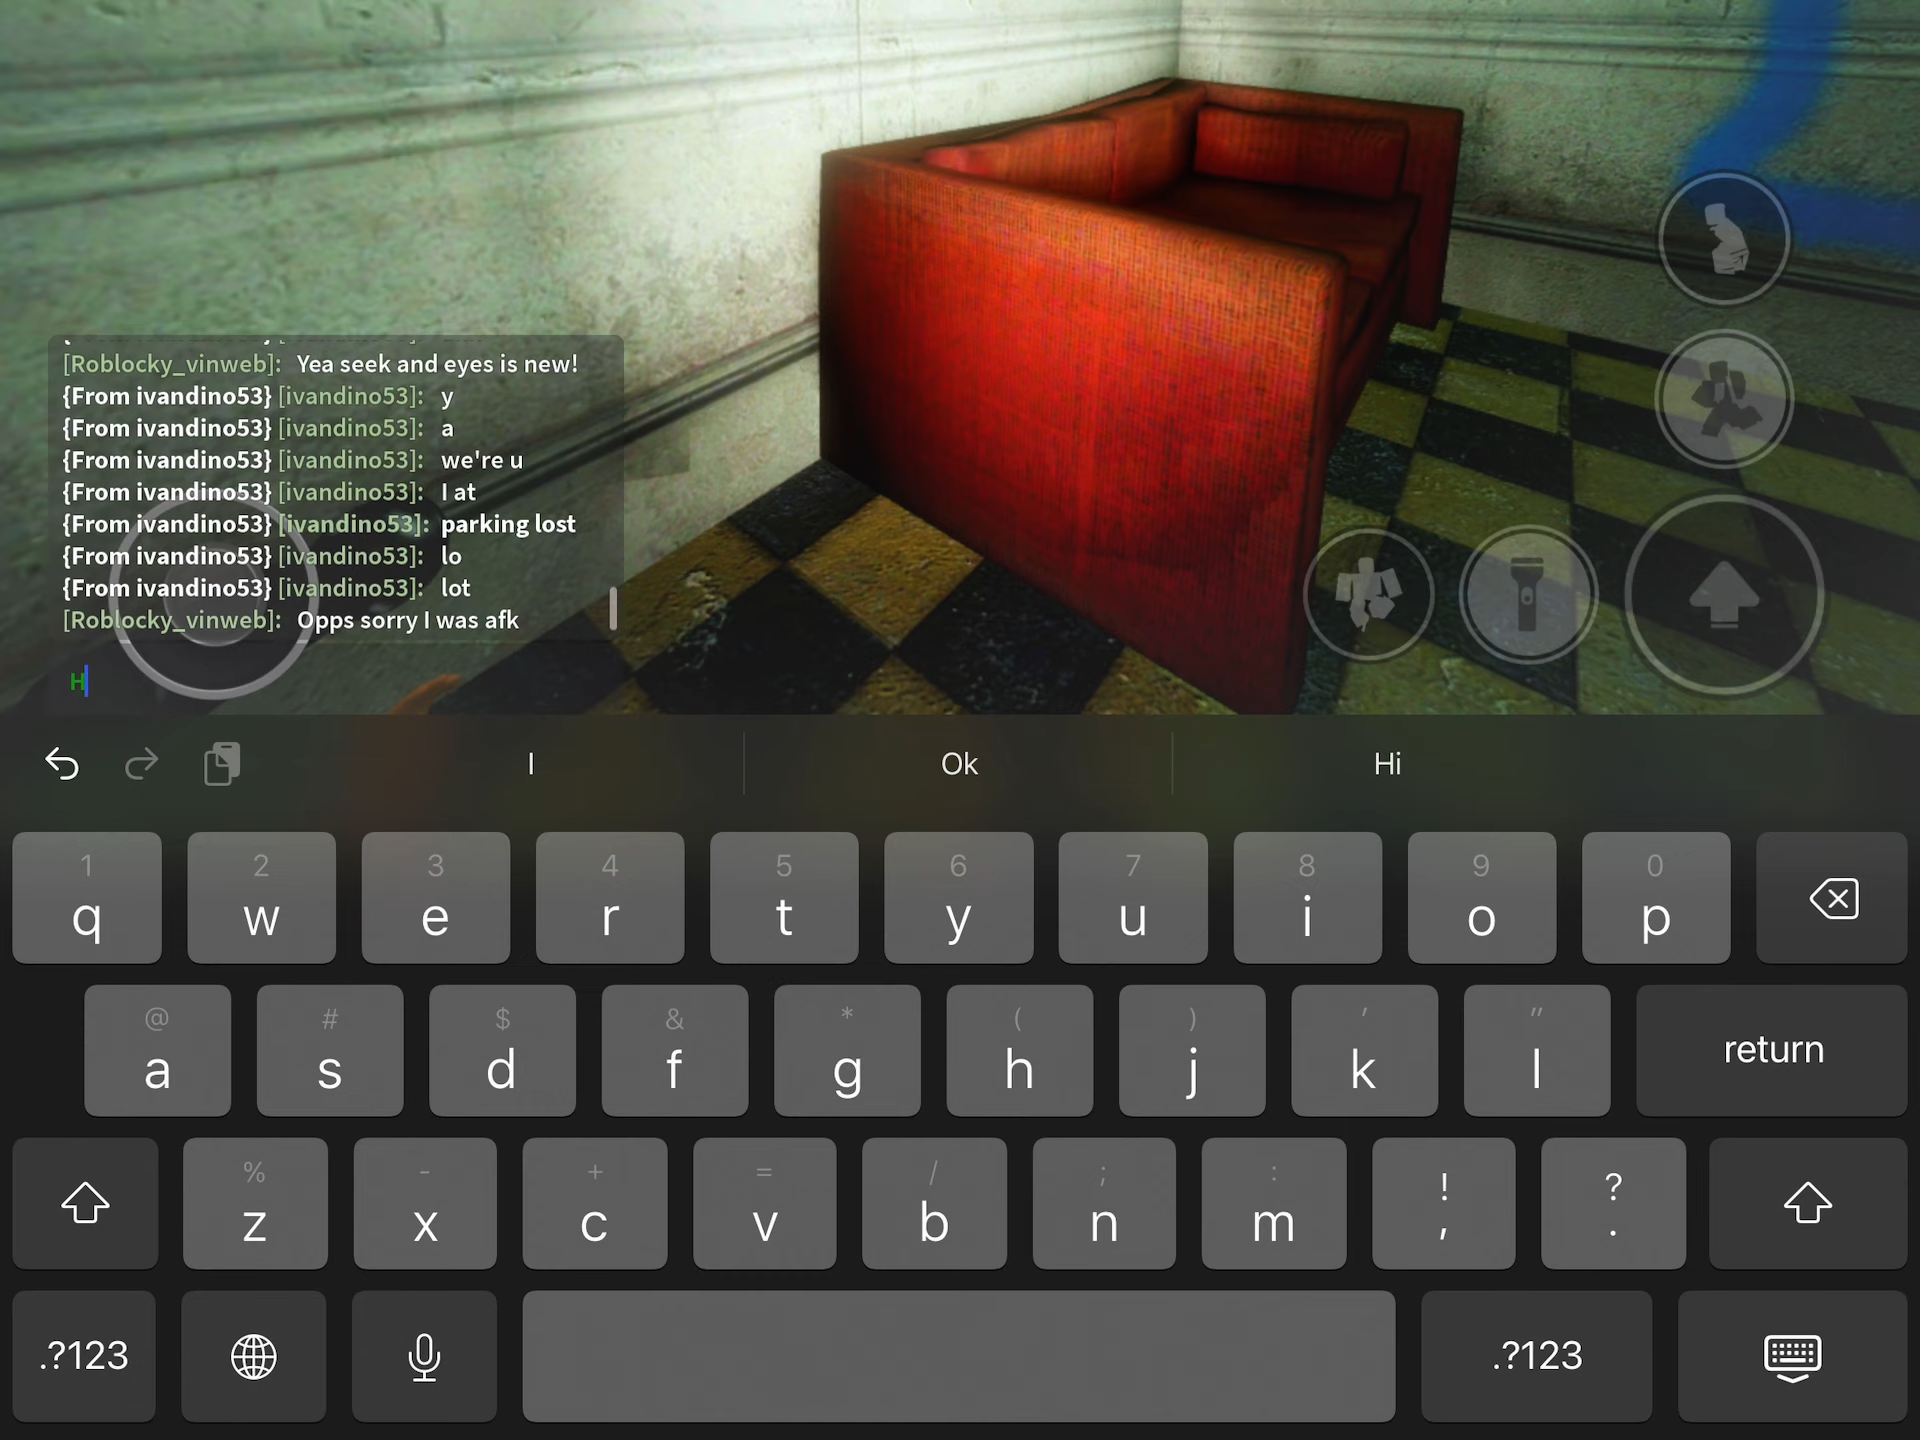 [Roblocky_vinweb]: Yea seek and eyes is new!
{From ivandino53} [ivandino53]: y
{From ivandino53} [ivandino53]: a
{From ivandino53} [ivandino53]: we're u
{From ivandino53} [ivandino53]: I at
{From ivandino53} [ivandino53]: parking lost
{From ivandino53} [ivandino53]: lo
{From ivandino53} [ivandino53]: lot
[Roblocky_vinweb]: Opps sorry I was afk
H
I Ok Hi
1 2 3 4 5 6 7 8 9 0
q w e r t y u i o p
@ # $ & * ( ) ' "
a s d f g h j k l return
% - + = / ; : ! ?
z x c v b n m , .
.?123 .?123